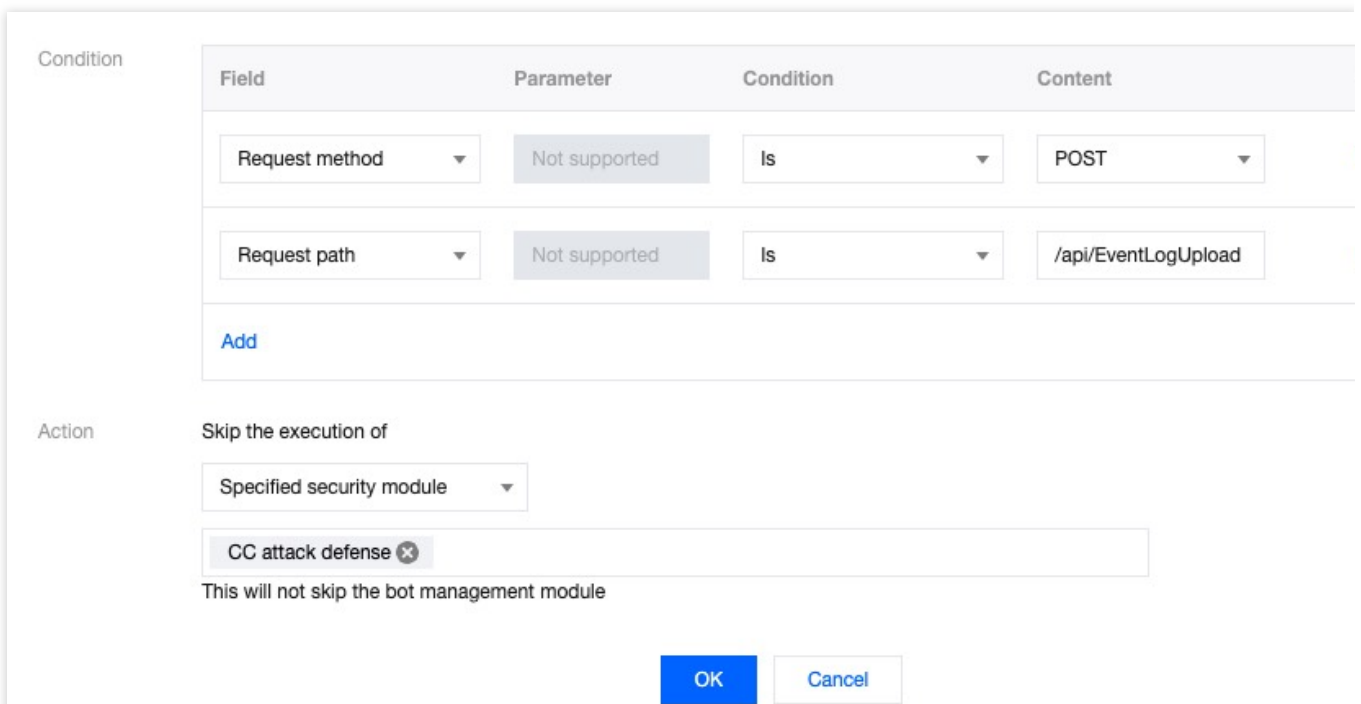 Condition
Field Parameter Condition Content
Request method Not supported Is POST
Request path Not supported Is /api/EventLogUpload
Add
Action Skip the execution of
Specified security module
CC attack defense
This will not skip the bot management module
OK Cancel